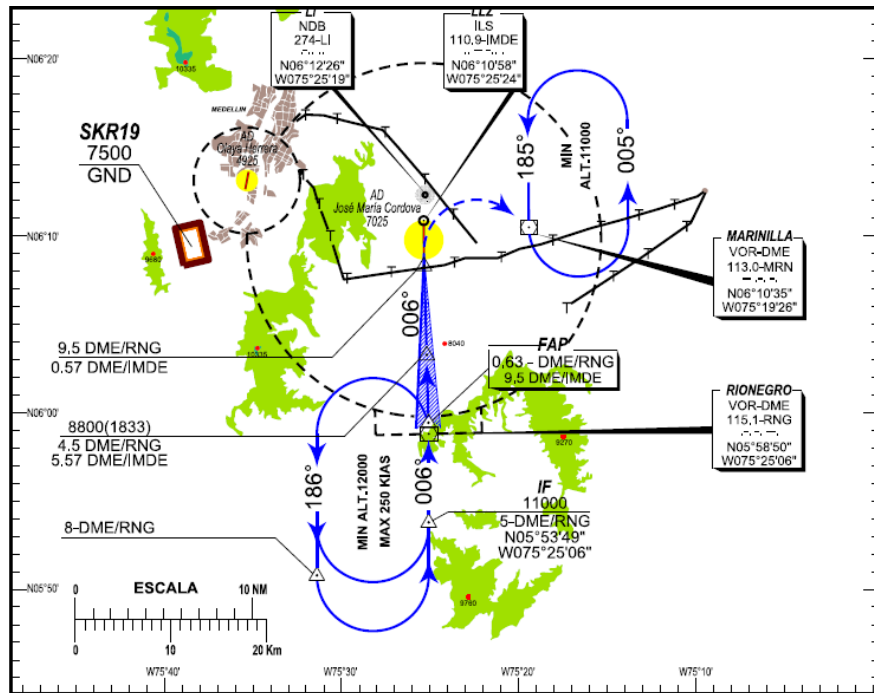 LI
NDB
274-LI
.-.. ..
N06°12'26"
W075°25'19"
LLZ
ILS
110.9-IMDE
N06°10'58"
W075°25'24"
N06°20'
10335
MEDELLIN
SKR19
7500
GND
AD
Olaya Herrera
4925
AD
José María Cordova
7025
185°
MIN
ALT.11000
005°
N06°10'
9680
MARINILLA
VOR-DME
113.0-MRN
N06°10'35"
W075°19'26"
006°
8040
FAP
0,63 - DME/RNG
9,5 DME/IMDE
9,5 DME/RNG
0.57 DME/IMDE
10335
N06°00'
8800(1833)
4.5 DME/RNG
5.57 DME/IMDE
RIONEGRO
VOR-DME
115.1-RNG
N05°58'50"
W075°25'06"
9270
186°
MIN ALT.12000
MAX 250 KIAS
006°
IF
11000
5-DME/RNG
N05°53'49"
W075°25'06"
8-DME/RNG
N05°50'
9760
ESCALA
0 10 NM
0 10 20 Km
W75°40' W75°30' W75°20' W75°10'